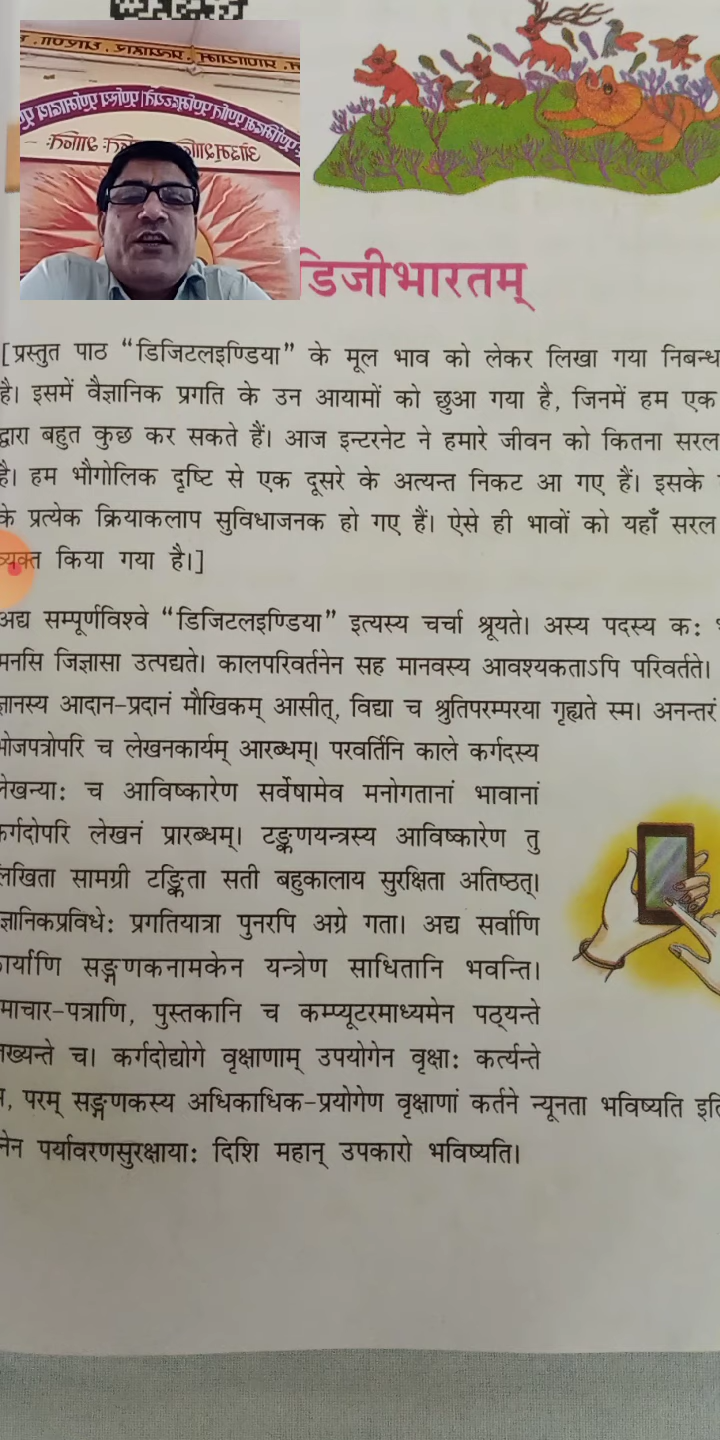 डिजीभारतम्
[प्रस्तुत पाठ “डिजिटलइण्डिया” के मूल भाव को लेकर लिखा गया निबन्ध
है। इसमें वैज्ञानिक प्रगति के उन आयामों को छुआ गया है, जिनमें हम एक
द्वारा बहुत कुछ कर सकते हैं। आज इन्टरनेट ने हमारे जीवन को कितना सरल
है। हम भौगोलिक दृष्टि से एक दूसरे के अत्यन्त निकट आ गए हैं। इसके
के प्रत्येक क्रियाकलाप सुविधाजनक हो गए हैं। ऐसे ही भावों को यहाँ सरल
व्यक्त किया गया है।]
अद्य सम्पूर्णविश्वे “डिजिटलइण्डिया” इत्यस्य चर्चा श्रूयते। अस्य पदस्य कः
मनसि जिज्ञासा उत्पद्यते। कालपरिवर्तनेन सह मानवस्य आवश्यकताऽपि परिवर्तते।
ज्ञानस्य आदान-प्रदानं मौखिकम् आसीत्, विद्या च श्रुतिपरम्परया गृह्यते स्म। अनन्तरं
भोजपत्रोपरि च लेखनकार्यम् आरब्धम्। परवर्तिनि काले कर्गदस्य
लेखन्याः च आविष्कारेण सर्वेषामेव मनोगतानां भावानां
कर्गदोपरि लेखनं प्रारब्धम्। टङ्कणयन्त्रस्य आविष्कारेण तु
लिखिता सामग्री टङ्किता सती बहुकालाय सुरक्षिता अतिष्ठत्।
ज्ञानिकप्रविधेः प्रगतियात्रा पुनरपि अग्रे गता। अद्य सर्वाणि
कार्याणि सङ्गणकनामकेन यन्त्रेण साधितानि भवन्ति।
माचार-पत्राणि, पुस्तकानि च कम्प्यूटरमाध्यमेन पठ्यन्ते
लिख्यन्ते च। कर्गदोद्योगे वृक्षाणाम् उपयोगेन वृक्षाः कर्त्यन्ते
परम् सङ्गणकस्य अधिकाधिक-प्रयोगेण वृक्षाणां कर्तने न्यूनता भविष्यति इति
नेन पर्यावरणसुरक्षायाः दिशि महान् उपकारो भविष्यति।